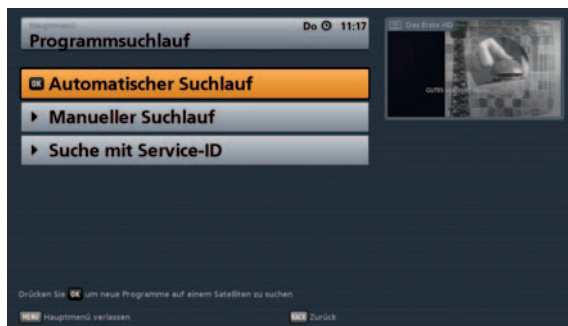 Hauptmenü
Programmsuchlauf
Do 11:17
Das Erste HD
OK Automatischer Suchlauf
Manueller Suchlauf
Suche mit Service-ID
GUTES
Drücken Sie OK um neue Programme auf einem Satelliten zu suchen
MENU Hauptmenü verlassen
BACK Zurück